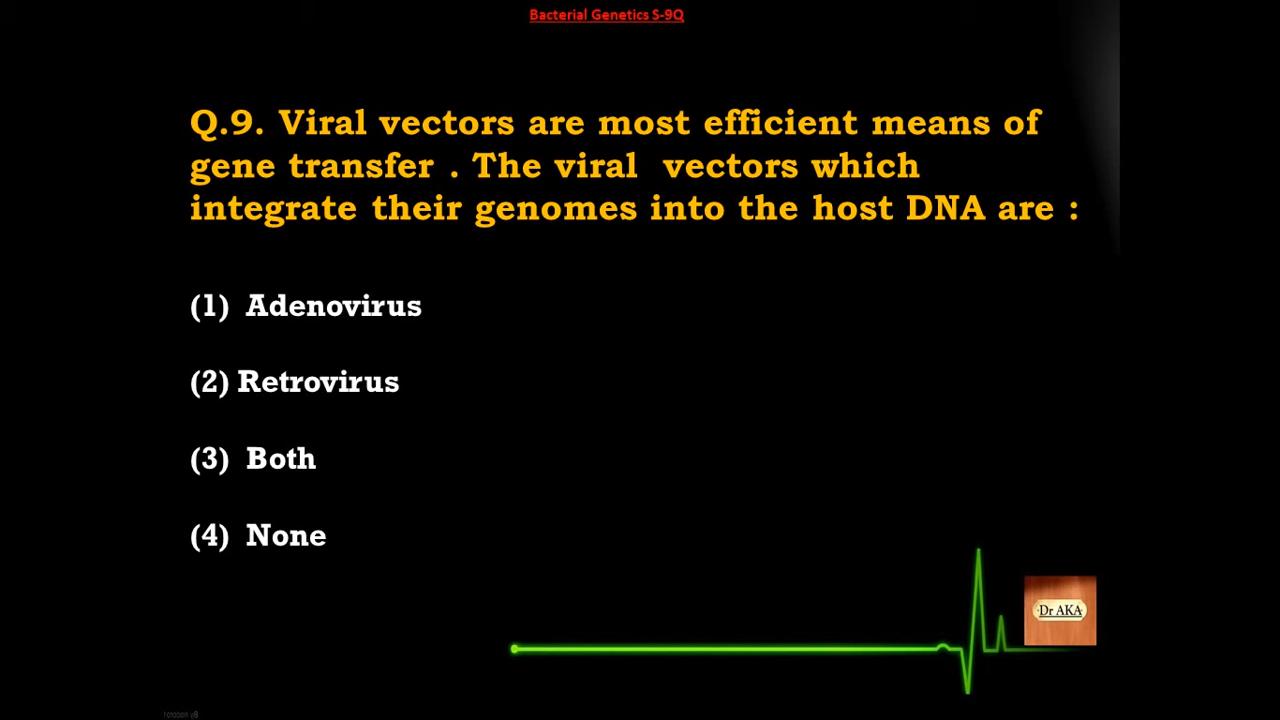 Bacterial Genetics S-9Q
Q.9. Viral vectors are most efficient means of
gene transfer . The viral vectors which
integrate their genomes into the host DNA are :
(1) Adenovirus
(2) Retrovirus
(3) Both
(4) None
Dr AKA